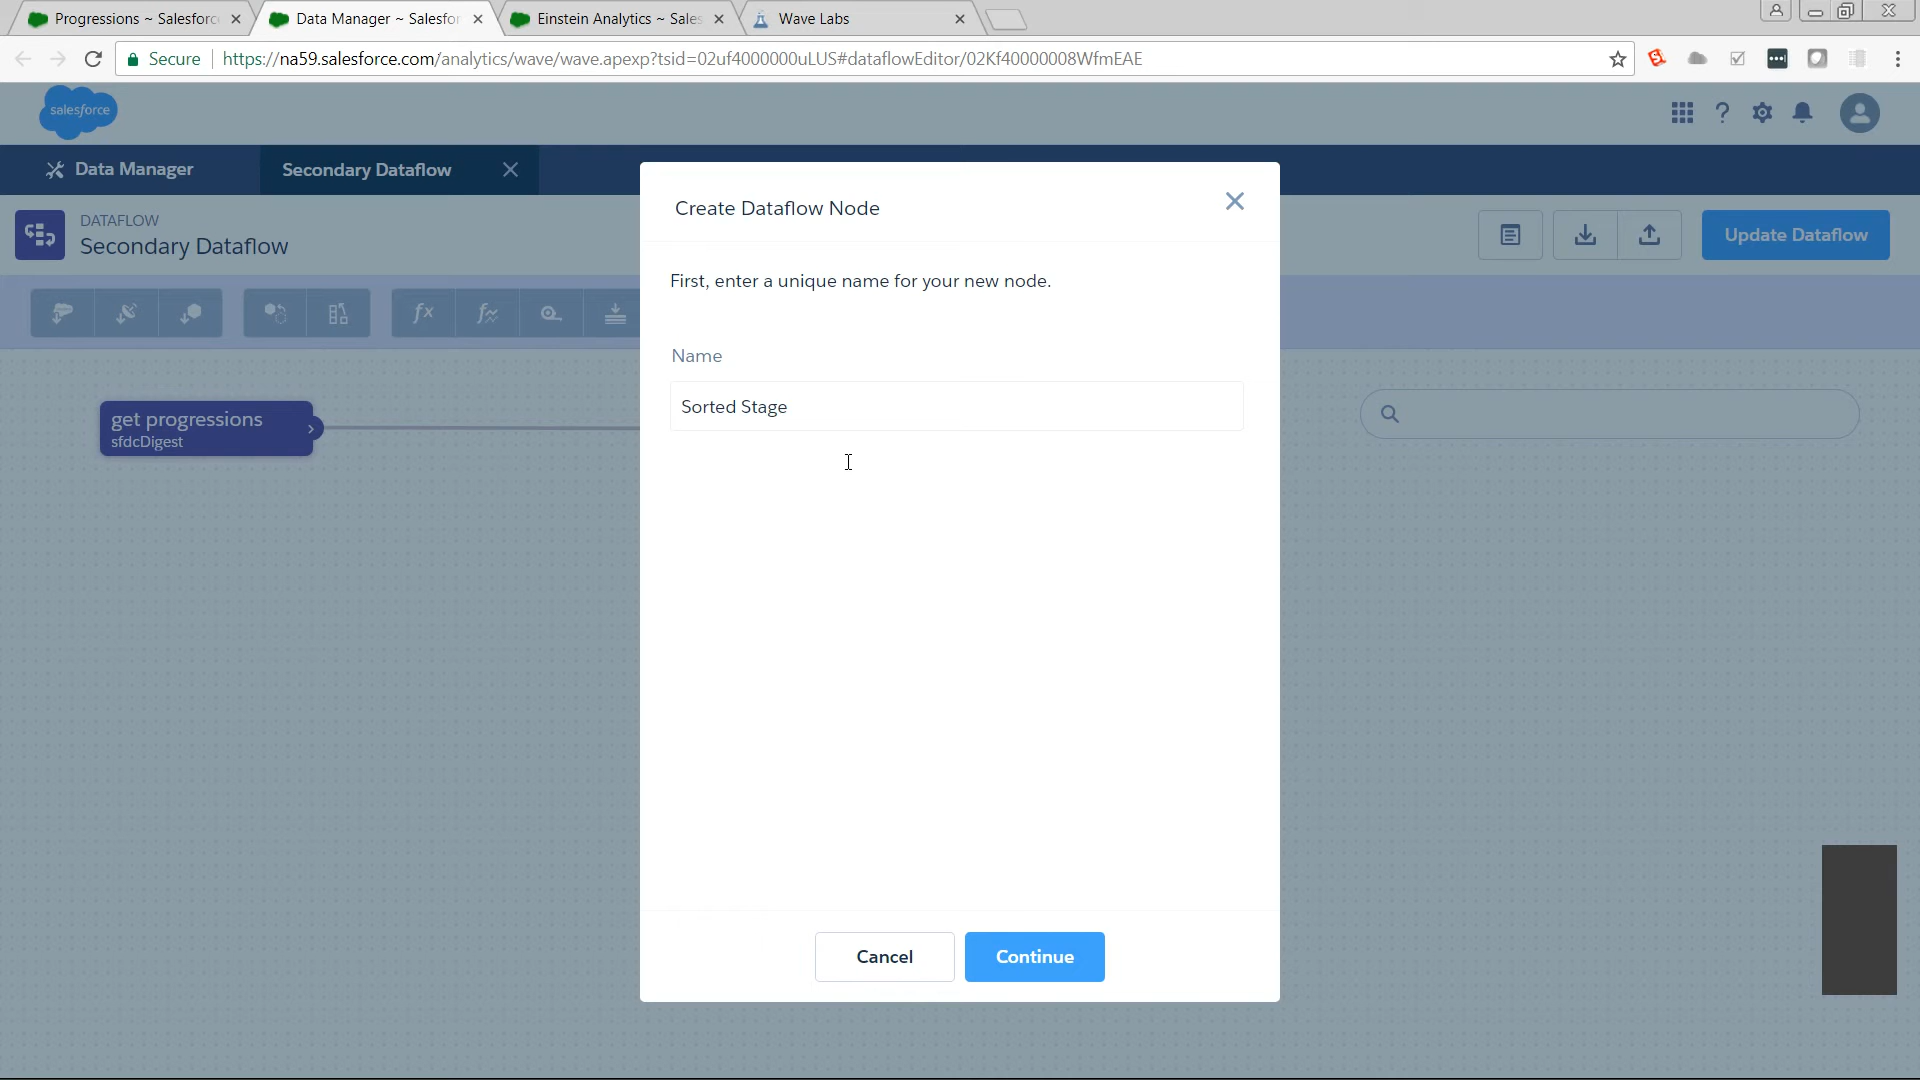 Progressions ~ Salesforc
Data Manager ~ Salesfor
Einstein Analytics ~ Sales
Wave Labs
Secure
https://na59.salesforce.com/analytics/wave/wave.apexp?tsid=02uf4000000uLUS#dataflowEditor/02Kf40000008WfmEAE
salesforce
Data Manager
Secondary Dataflow
DATAFLOW
Secondary Dataflow
Update Dataflow
get progressions
sfdcDigest
Create Dataflow Node
First, enter a unique name for your new node.
Name
Sorted Stage
Cancel
Continue